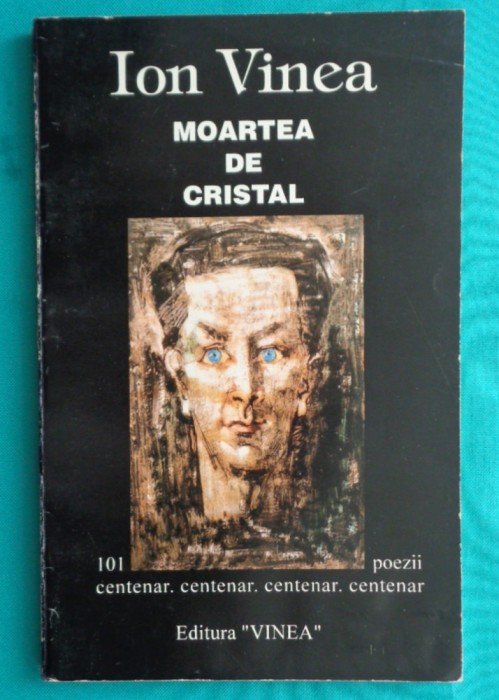 Ion Vinea
MOARTEA
DE
CRISTAL
101 poezii
centenar. centenar. centenar. centenar
Editura "VINEA"